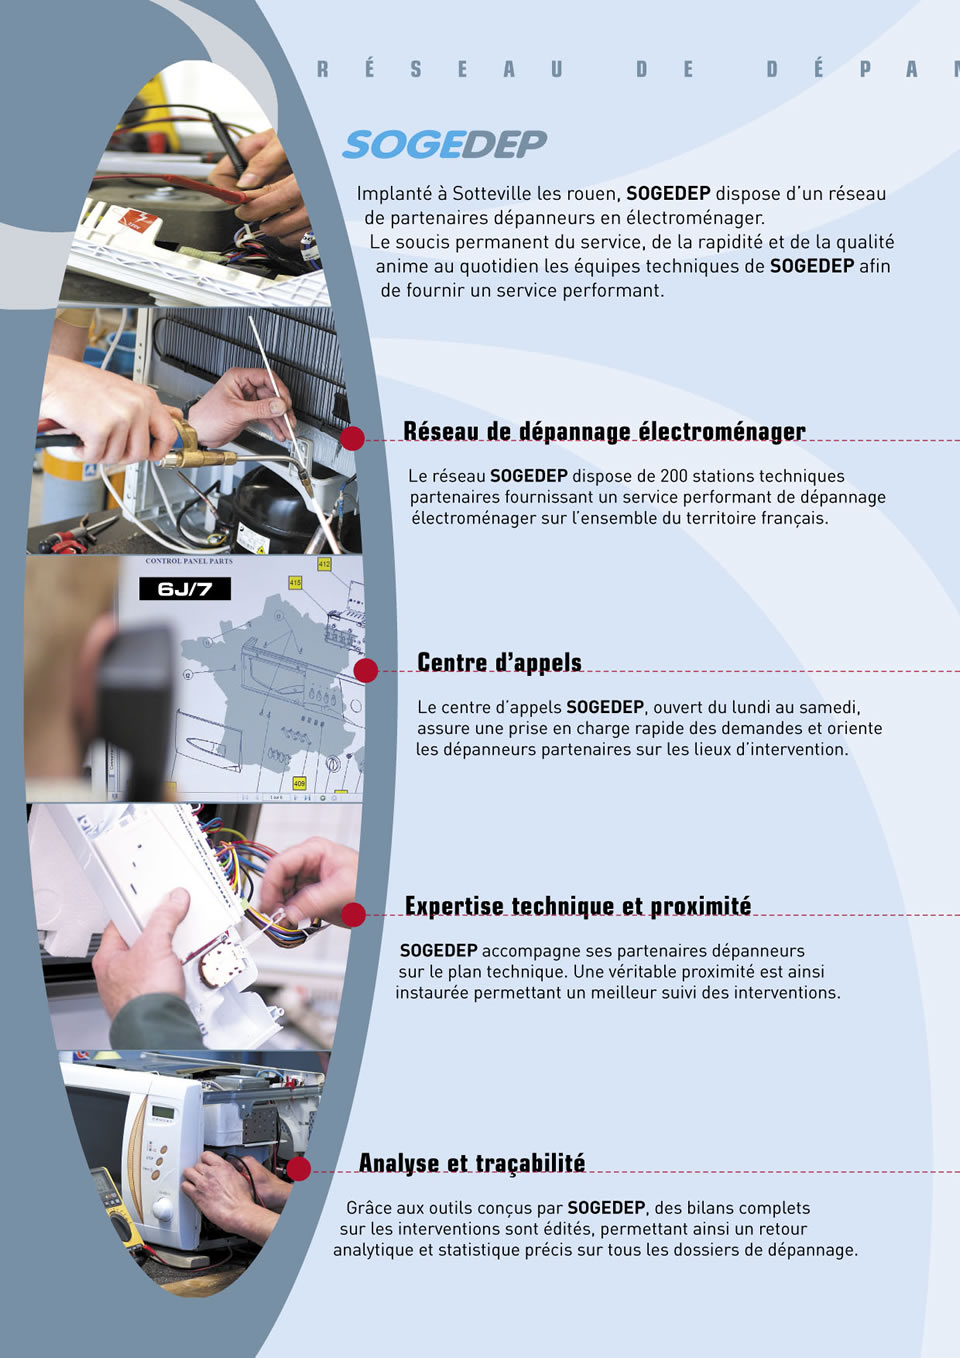 RÉSEAU DE DÉPAN
SOGEDEP
Implanté à Sotteville les rouen, SOGEDEP dispose d'un réseau
de partenaires dépanneurs en électroménager.
Le soucis permanent du service, de la rapidité et de la qualité
anime au quotidien les équipes techniques de SOGEDEP afin
de fournir un service performant.
Réseau de dépannage électroménager
Le réseau SOGEDEP dispose de 200 stations techniques
partenaires fournissant un service performant de dépannage
électroménager sur l'ensemble du territoire français.
CONTROL PANEL PARTS
6J/7
412
415
409
Centre d'appels
Le centre d'appels SOGEDEP, ouvert du lundi au samedi,
assure une prise en charge rapide des demandes et oriente
les dépanneurs partenaires sur les lieux d'intervention.
Expertise technique et proximité
SOGEDEP accompagne ses partenaires dépanneurs
sur le plan technique. Une véritable proximité est ainsi
instaurée permettant un meilleur suivi des interventions.
Analyse et traçabilité
Grâce aux outils conçus par SOGEDEP, des bilans complets
sur les interventions sont édités, permettant ainsi un retour
analytique et statistique précis sur tous les dossiers de dépannage.